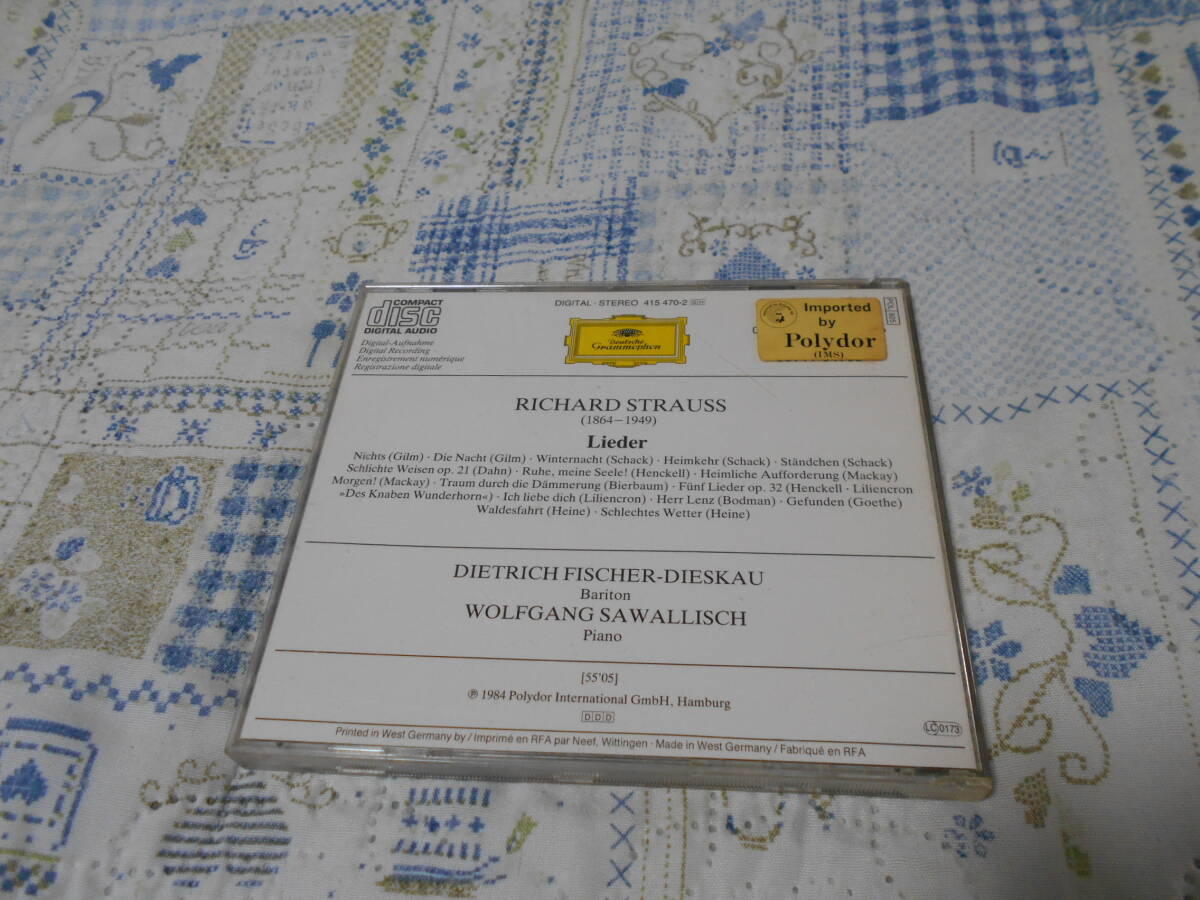 COMPACT
disc
DIGITAL AUDIO
DIGITAL · STEREO 415 470-2 GH
Digital-Aufnahme
Digital Recording
Enregistrement numérique
Registrazione digitale
Deutsche
Grammophon
Imported
by
Polydor
(IMS)
RICHARD STRAUSS
(1864–1949)
Lieder
Nichts (Gilm) · Die Nacht (Gilm) · Winternacht (Schack) · Heimkehr (Schack) · Ständchen (Schack)
Schlichte Weisen op. 21 (Dahn) · Ruhe, meine Seele! (Henckell) · Heimliche Aufforderung (Mackay)
Morgen! (Mackay) · Traum durch die Dämmerung (Bierbaum) · Fünf Lieder op. 32 (Henckell · Liliencron
»Des Knaben Wunderhorn«) · Ich liebe dich (Liliencron) · Herr Lenz (Bodman) · Gefunden (Goethe)
Waldesfahrt (Heine) · Schlechtes Wetter (Heine)
DIETRICH FISCHER-DIESKAU
Bariton
WOLFGANG SAWALLISCH
Piano
[55'05]
℗ 1984 Polydor International GmbH, Hamburg
DDD
LC 0173
Printed in West Germany by / Imprimé en RFA par Neef, Wittingen · Made in West Germany / Fabriqué en RFA